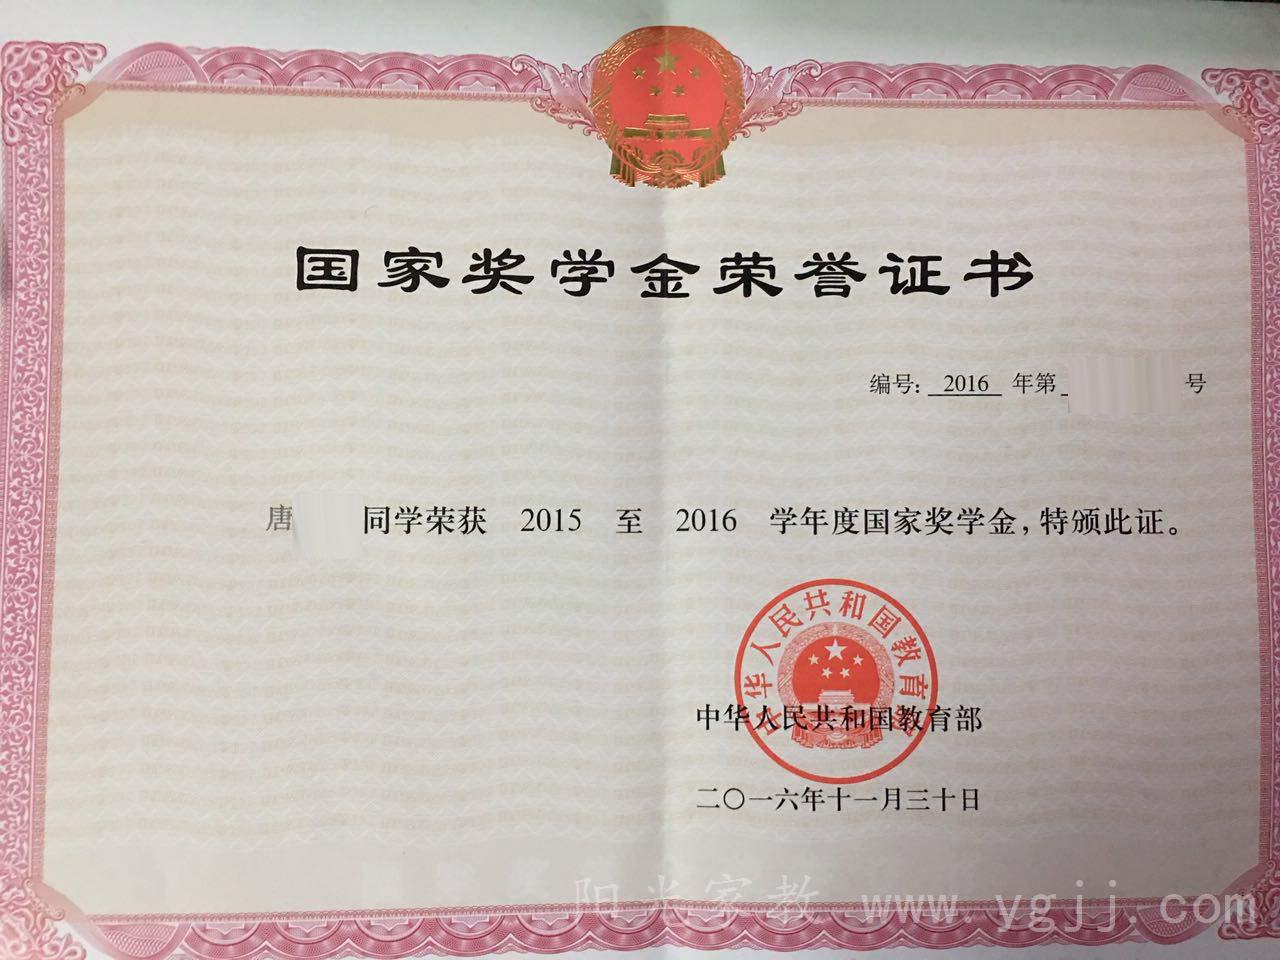 国家奖学金荣誉证书
编号: 2016 年第 号
唐 同学荣获 2015 至 2016 学年度国家奖学金,特颁此证。
中华人民共和国教育部
中华人民共和国教育部
二〇一六年十一月三十日
阳光家教 www.ygjj.com